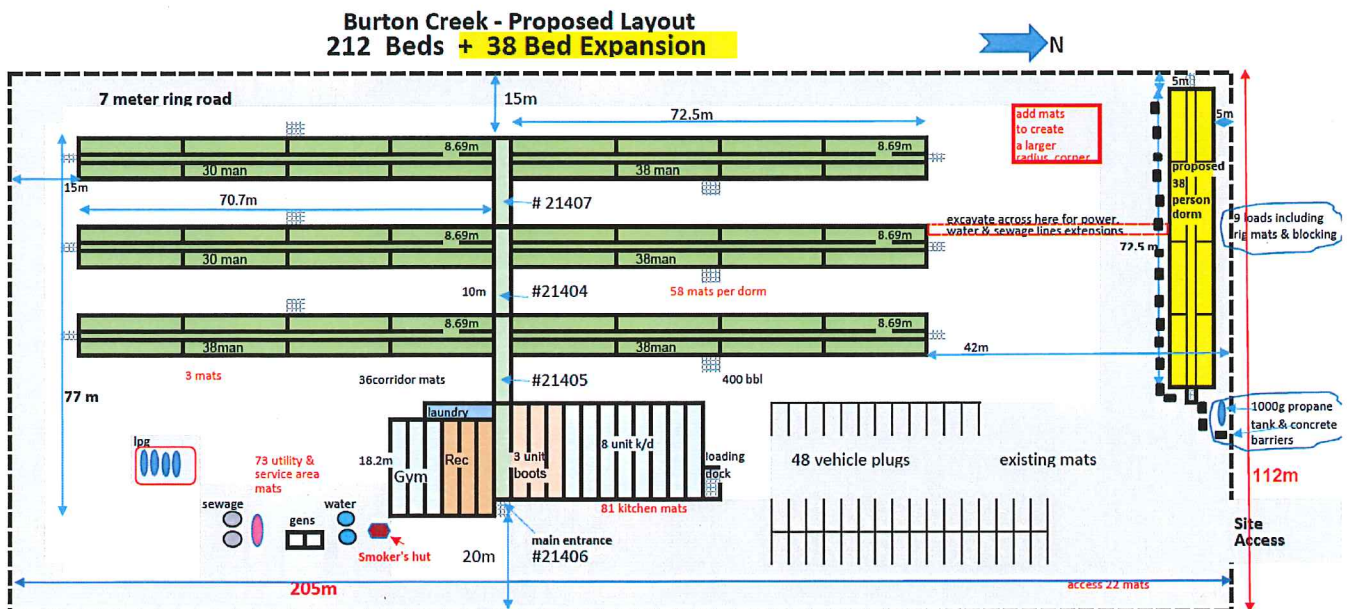 Burton Creek - Proposed Layout
212 Beds + 38 Bed Expansion
N
7 meter ring road
15m
72.5m
5m
5m
add mats
to create
a larger
radius corner
8.69m
8.69m
30 man
38 man
15m
# 21407
70.7m
proposed
38
person
dorm
excavate across here for power,
water & sewage lines extensions
9 loads including
rig mats & blocking
72.5m
8.69m
8.69m
30 man
38man
10m
#21404
58 mats per dorm
8.69m
8.69m
38man
38man
42m
3 mats
36corridor mats
#21405
400 bbl
77 m
laundry
1000g propane
tank & concrete
barriers
lpg
73 utility &
service area
mats
18.2m
Gym
Rec
3 unit
boots
8 unit k/d
loading
dock
48 vehicle plugs
existing mats
112m
sewage
gens
water
81 kitchen mats
Smoker's hut
20m
main entrance
#21406
Site
Access
205m
access 22 mats